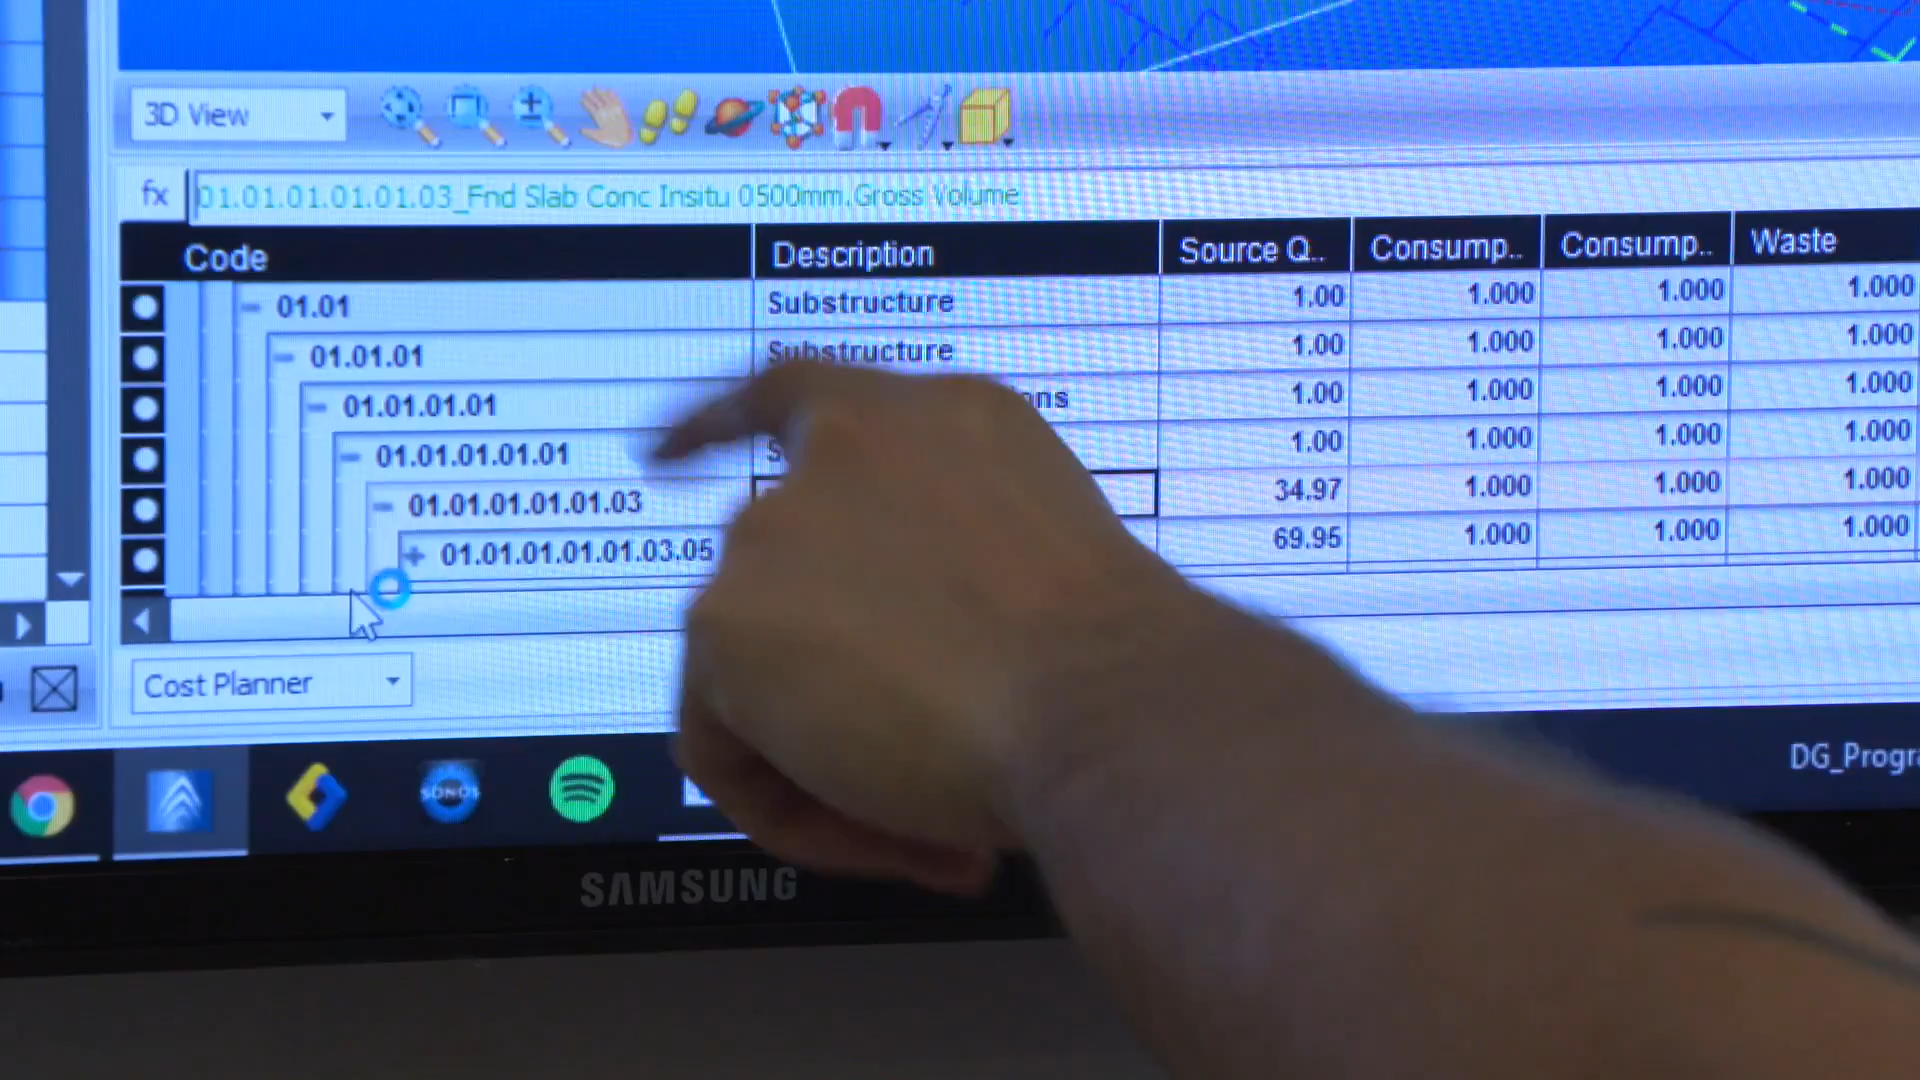 3D View
fx 01.01.01.01.01.03_Fnd Slab Conc Insitu 0500mm.Gross Volume
Code Description Source Q.. Consump.. Consump.. Waste
01.01 Substructure 1.00 1.000 1.000 1.000
01.01.01 Substructure 1.00 1.000 1.000 1.000
01.01.01.01 ns 1.00 1.000 1.000 1.000
01.01.01.01.01 S 1.00 1.000 1.000 1.000
01.01.01.01.01.03 34.97 1.000 1.000 1.000
01.01.01.01.01.03.05 69.95 1.000 1.000 1.000
Cost Planner
DG_Progra
SONOS
SAMSUNG